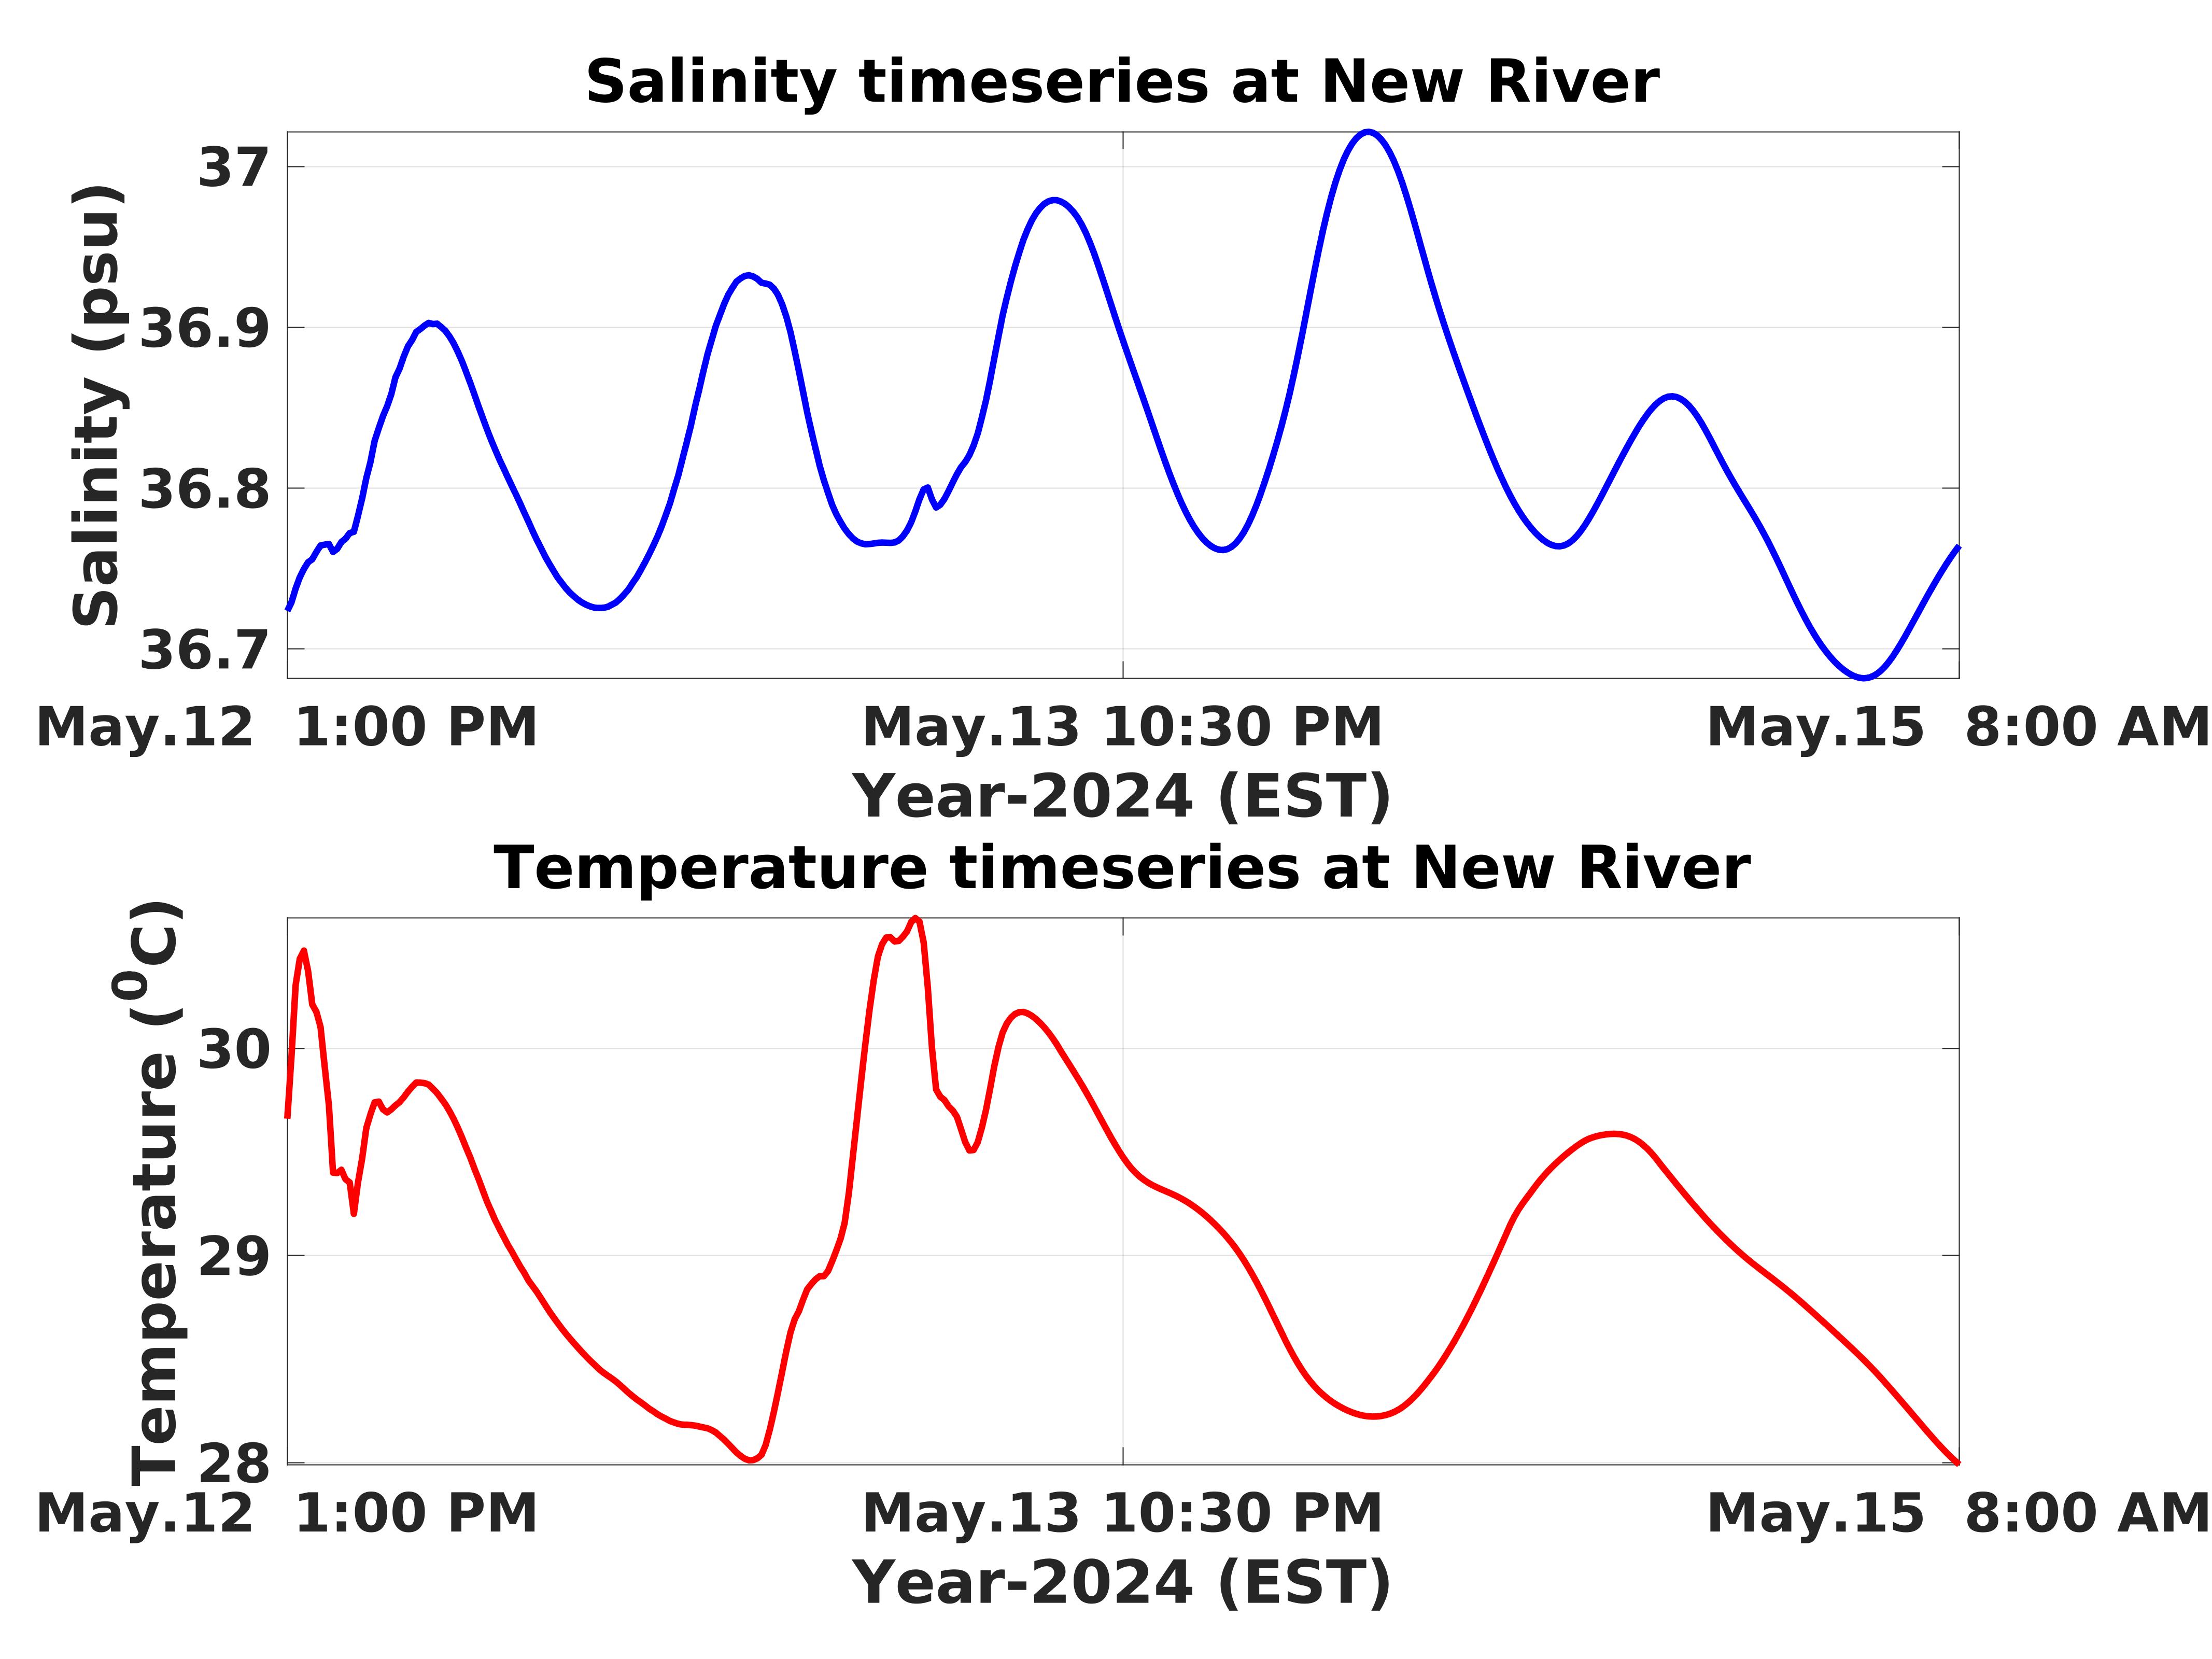 Salinity timeseries at New River
Salinity (psu)
37
36.9
36.8
36.7
May.12  1:00 PM
May.13 10:30 PM
May.15  8:00 AM
Year-2024 (EST)
Temperature timeseries at New River
Temperature (⁰C)
30
29
28
May.12  1:00 PM
May.13 10:30 PM
May.15  8:00 AM
Year-2024 (EST)